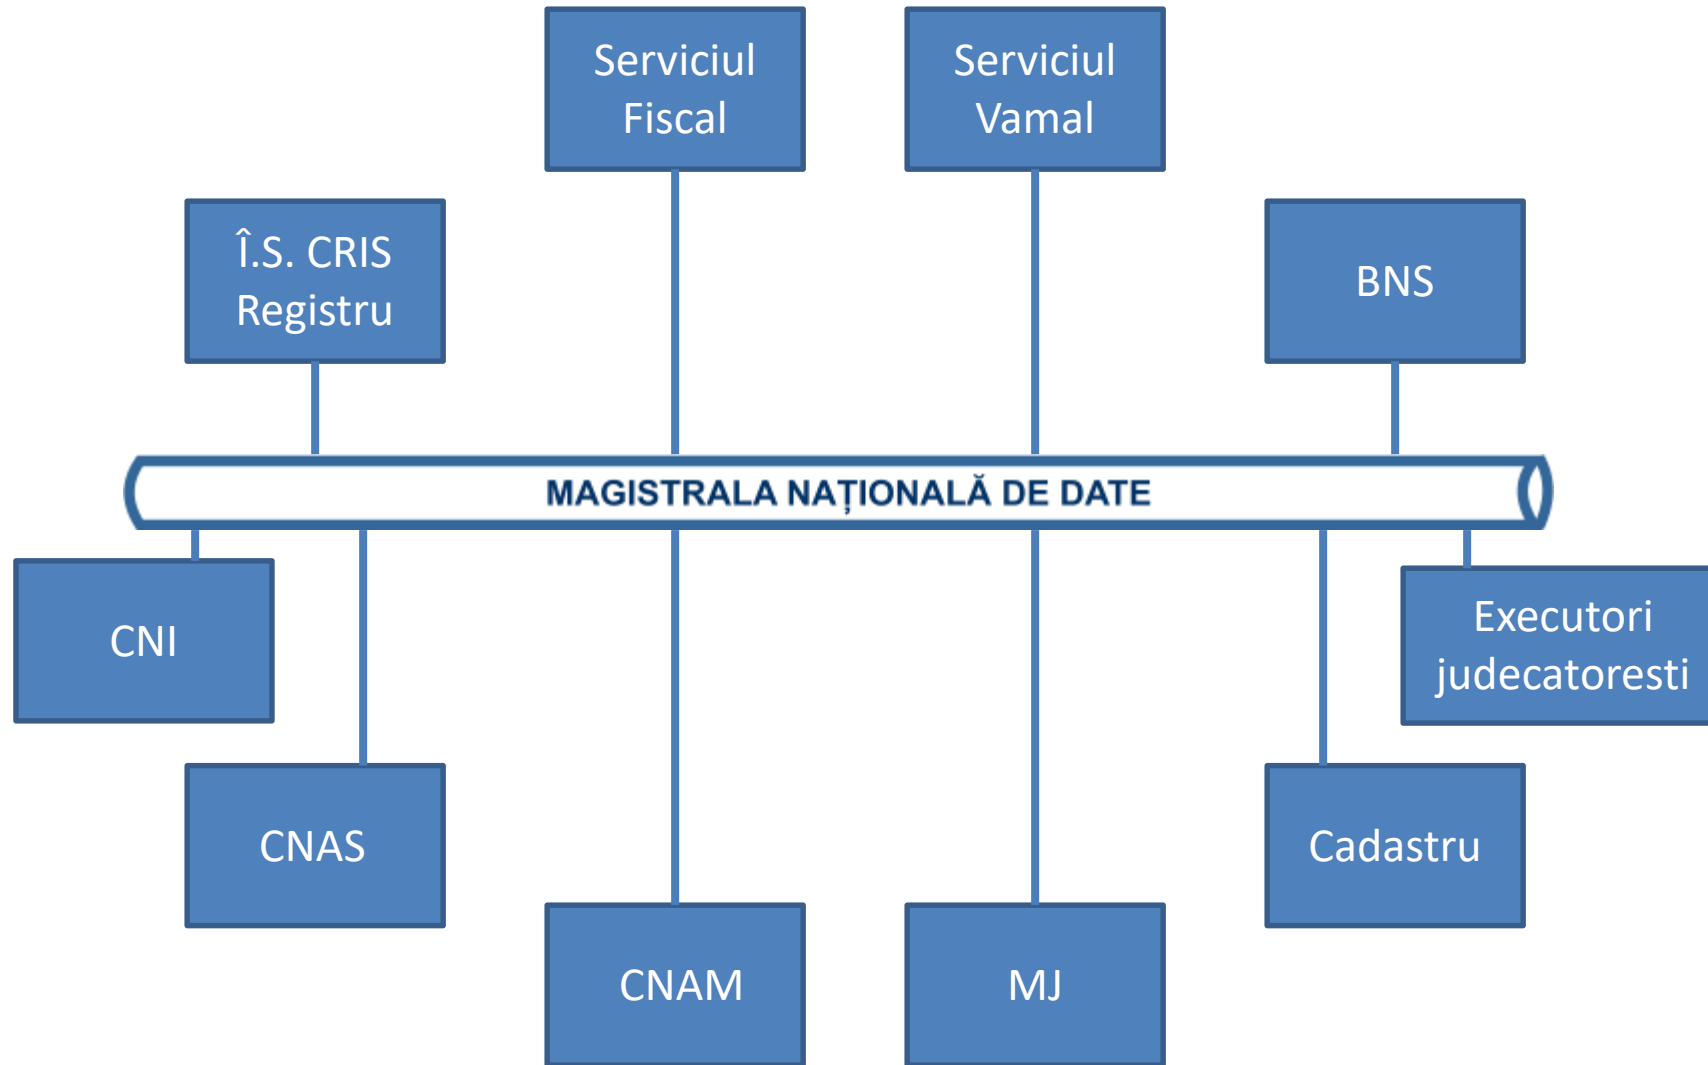 Serviciul
Fiscal
Serviciul
Vamal
Î.S. CRIS
Registru
BNS
MAGISTRALA NAȚIONALĂ DE DATE
CNI
Executori
judecatoresti
CNAS
Cadastru
CNAM
MJ